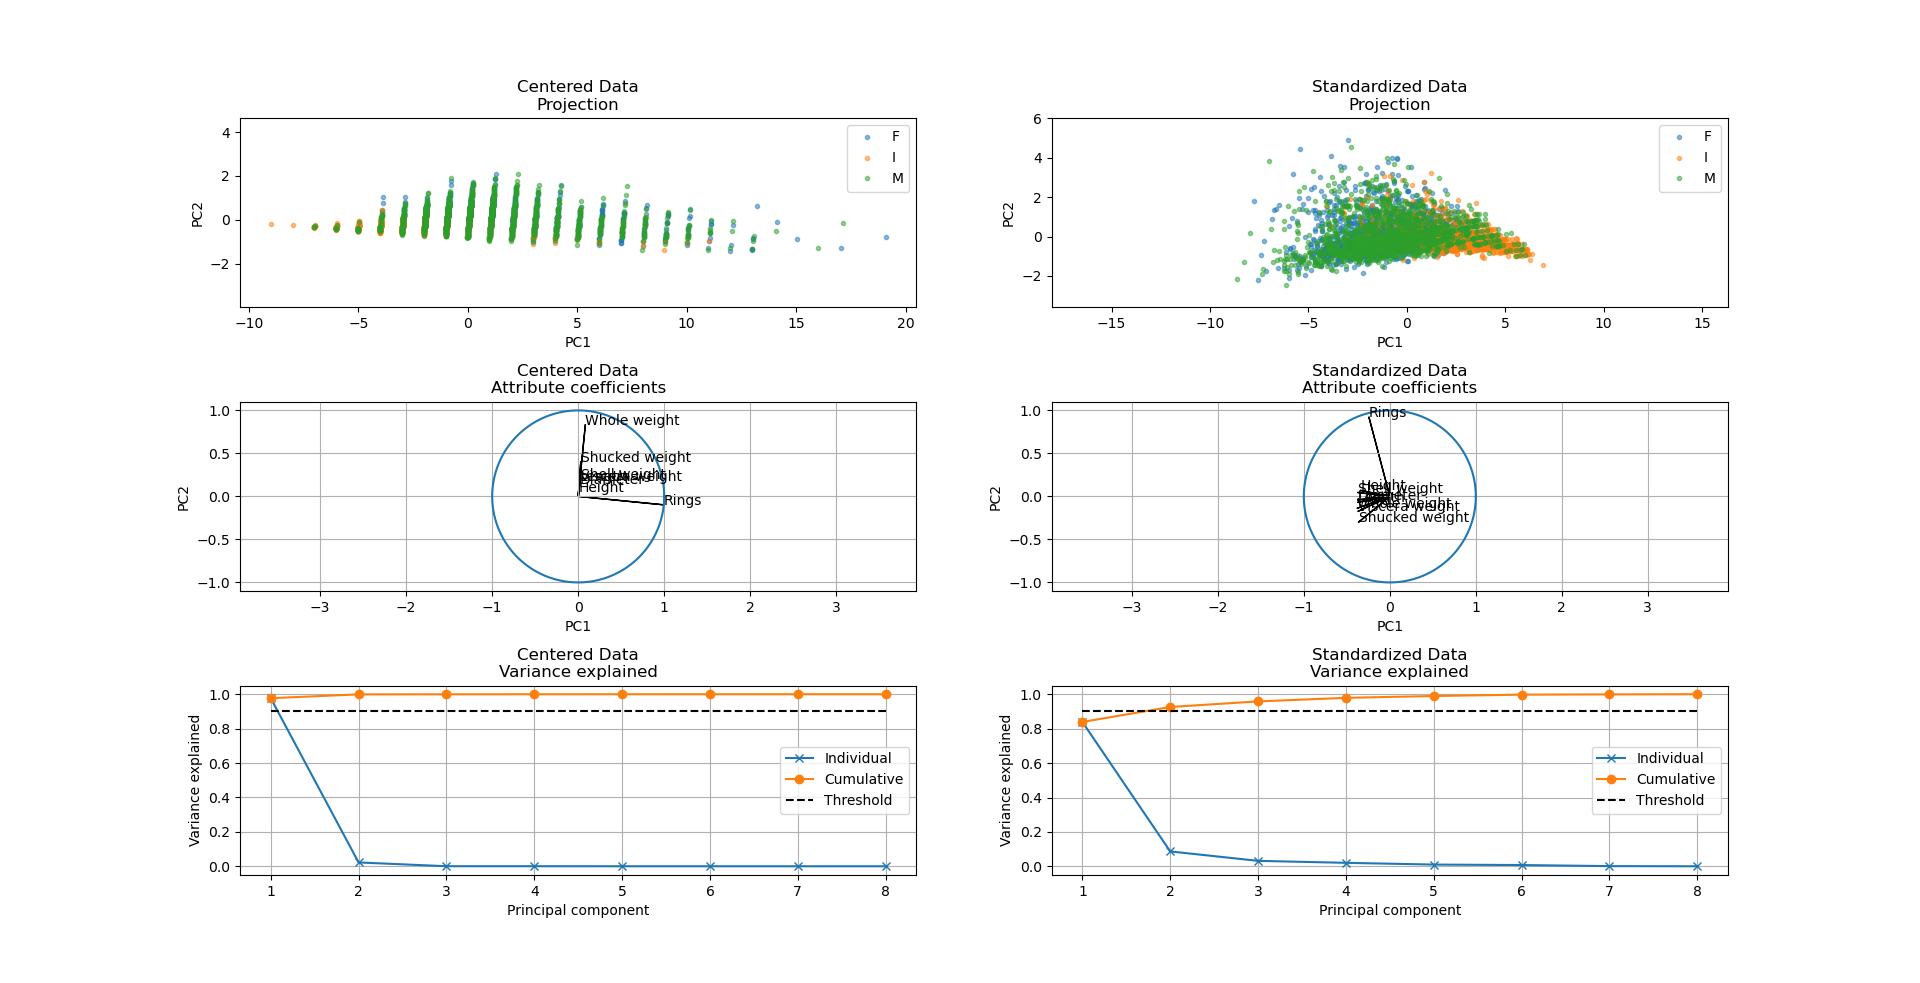 Centered Data
Projection
4
2
0
−2
PC2
−10
−5
0
5
10
15
20
PC1
F
I
M
Standardized Data
Projection
6
4
2
0
−2
PC2
−15
−10
−5
0
5
10
15
PC1
F
I
M
Centered Data
Attribute coefficients
1.0
0.5
0.0
−0.5
−1.0
PC2
Whole weight
Shucked weight
Shell weight
Diameter
Height
Rings
−3
−2
−1
0
1
2
3
PC1
Standardized Data
Attribute coefficients
1.0
0.5
0.0
−0.5
−1.0
PC2
Rings
Height
Shell weight
Viscera weight
Shucked weight
−3
−2
−1
0
1
2
3
PC1
Centered Data
Variance explained
1.0
0.8
0.6
0.4
0.2
0.0
Variance explained
Individual
Cumulative
Threshold
1
2
3
4
5
6
7
8
Principal component
Standardized Data
Variance explained
1.0
0.8
0.6
0.4
0.2
0.0
Variance explained
Individual
Cumulative
Threshold
1
2
3
4
5
6
7
8
Principal component